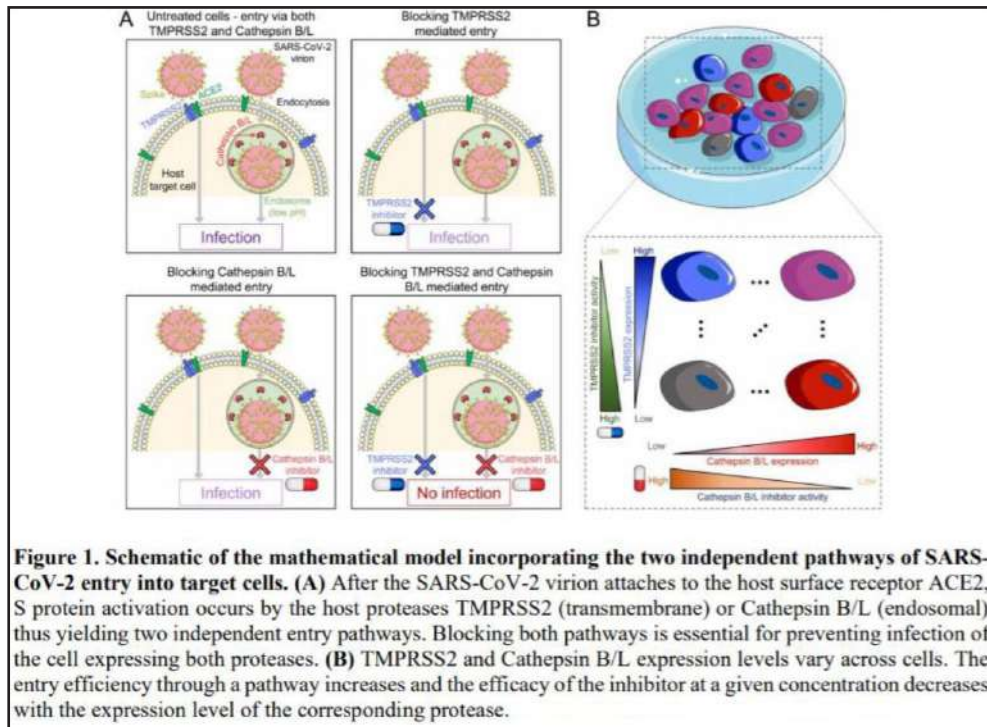 A
Untreated cells - entry via both
TMPRSS2 and Cathepsin B/L
SARS-CoV-2
virion
Spike
ACE2
TMPRSS2
Endocytosis
Cathepsin B/L
Host
target cell
Endosome
(low pH)
Infection
Blocking TMPRSS2
mediated entry
TMPRSS2
inhibitor
Infection
Blocking Cathepsin B/L
mediated entry
Cathepsin B/L
inhibitor
Infection
Blocking TMPRSS2 and Cathepsin
B/L mediated entry
TMPRSS2
inhibitor
Cathepsin B/L
inhibitor
No infection
B
Low
High
TMPRSS2 inhibitor activity
TMPRSS2 expression
High
Low
Low
High
Cathepsin B/L expression
High
Low
Cathepsin B/L inhibitor activity
Figure 1. Schematic of the mathematical model incorporating the two independent pathways of SARS-
CoV-2 entry into target cells. (A) After the SARS-CoV-2 virion attaches to the host surface receptor ACE2,
S protein activation occurs by the host proteases TMPRSS2 (transmembrane) or Cathepsin B/L (endosomal)
thus yielding two independent entry pathways. Blocking both pathways is essential for preventing infection of
the cell expressing both proteases. (B) TMPRSS2 and Cathepsin B/L expression levels vary across cells. The
entry efficiency through a pathway increases and the efficacy of the inhibitor at a given concentration decreases
with the expression level of the corresponding protease.